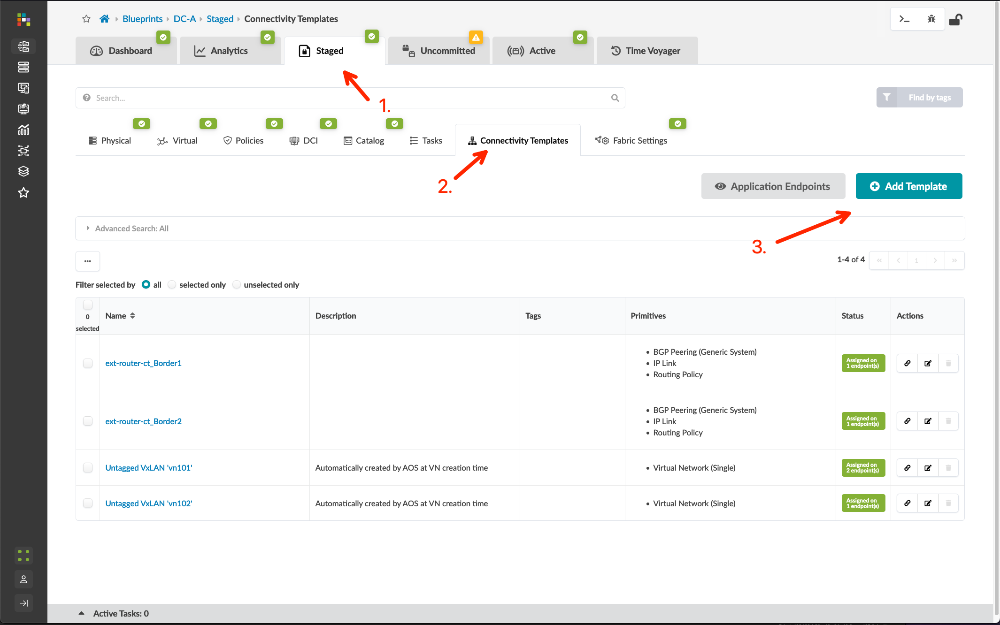 Blueprints DC-A Staged Connectivity Templates
Dashboard Analytics Staged Uncommitted Active Time Voyager
1.
Search...
Find by tags
Physical Virtual Policies DCI Catalog Tasks Connectivity Templates Fabric Settings
2.
Application Endpoints
Add Template
Advanced Search: All
3.
1-4 of 4
« < 1 > »
Filter selected by all selected only unselected only
0
selected
Name Description Tags Primitives Status Actions
ext-router-ct_Border1
• BGP Peering (Generic System)
• IP Link
• Routing Policy
Assigned on
1 endpoint(s)
ext-router-ct_Border2
• BGP Peering (Generic System)
• IP Link
• Routing Policy
Assigned on
1 endpoint(s)
Untagged VxLAN 'vn101' Automatically created by AOS at VN creation time • Virtual Network (Single)
Assigned on
2 endpoint(s)
Untagged VxLAN 'vn102' Automatically created by AOS at VN creation time • Virtual Network (Single)
Assigned on
1 endpoint(s)
Active Tasks: 0